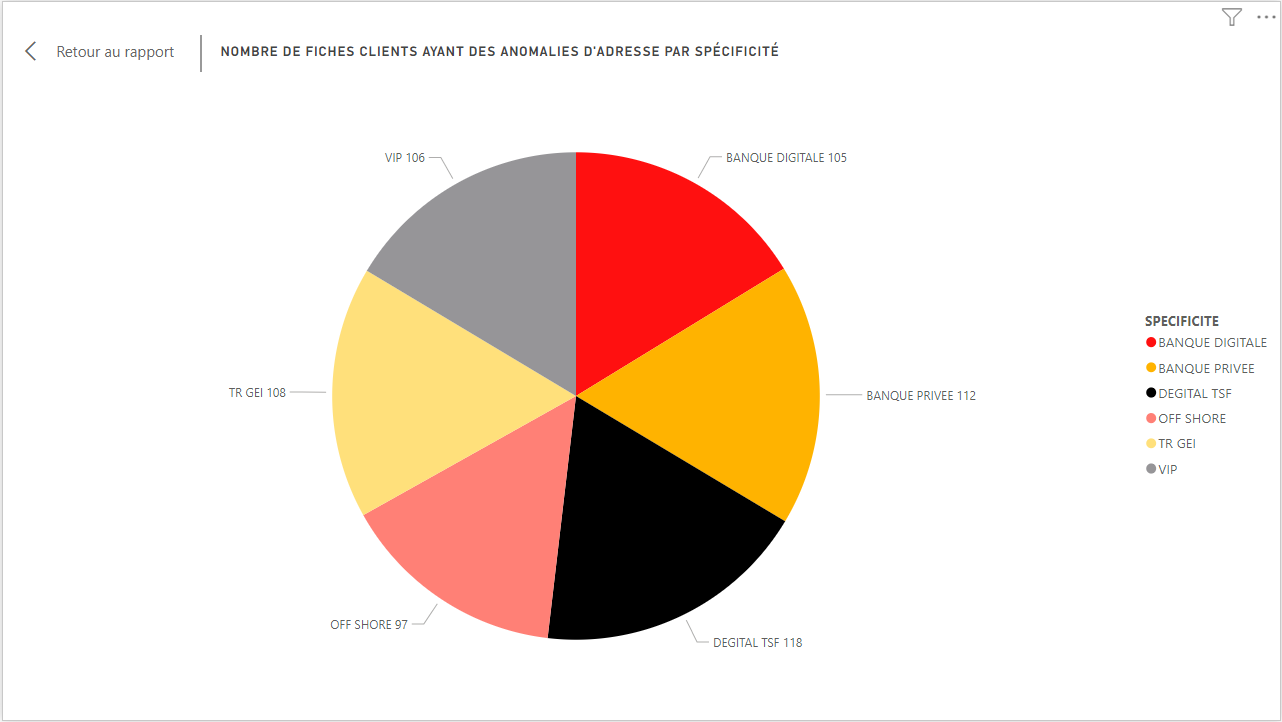 Retour au rapport
NOMBRE DE FICHES CLIENTS AYANT DES ANOMALIES D'ADRESSE PAR SPÉCIFICITÉ
VIP 106
BANQUE DIGITALE 105
TR GEI 108
BANQUE PRIVEE 112
OFF SHORE 97
DEGITAL TSF 118
SPECIFICITE
BANQUE DIGITALE
BANQUE PRIVEE
DEGITAL TSF
OFF SHORE
TR GEI
VIP